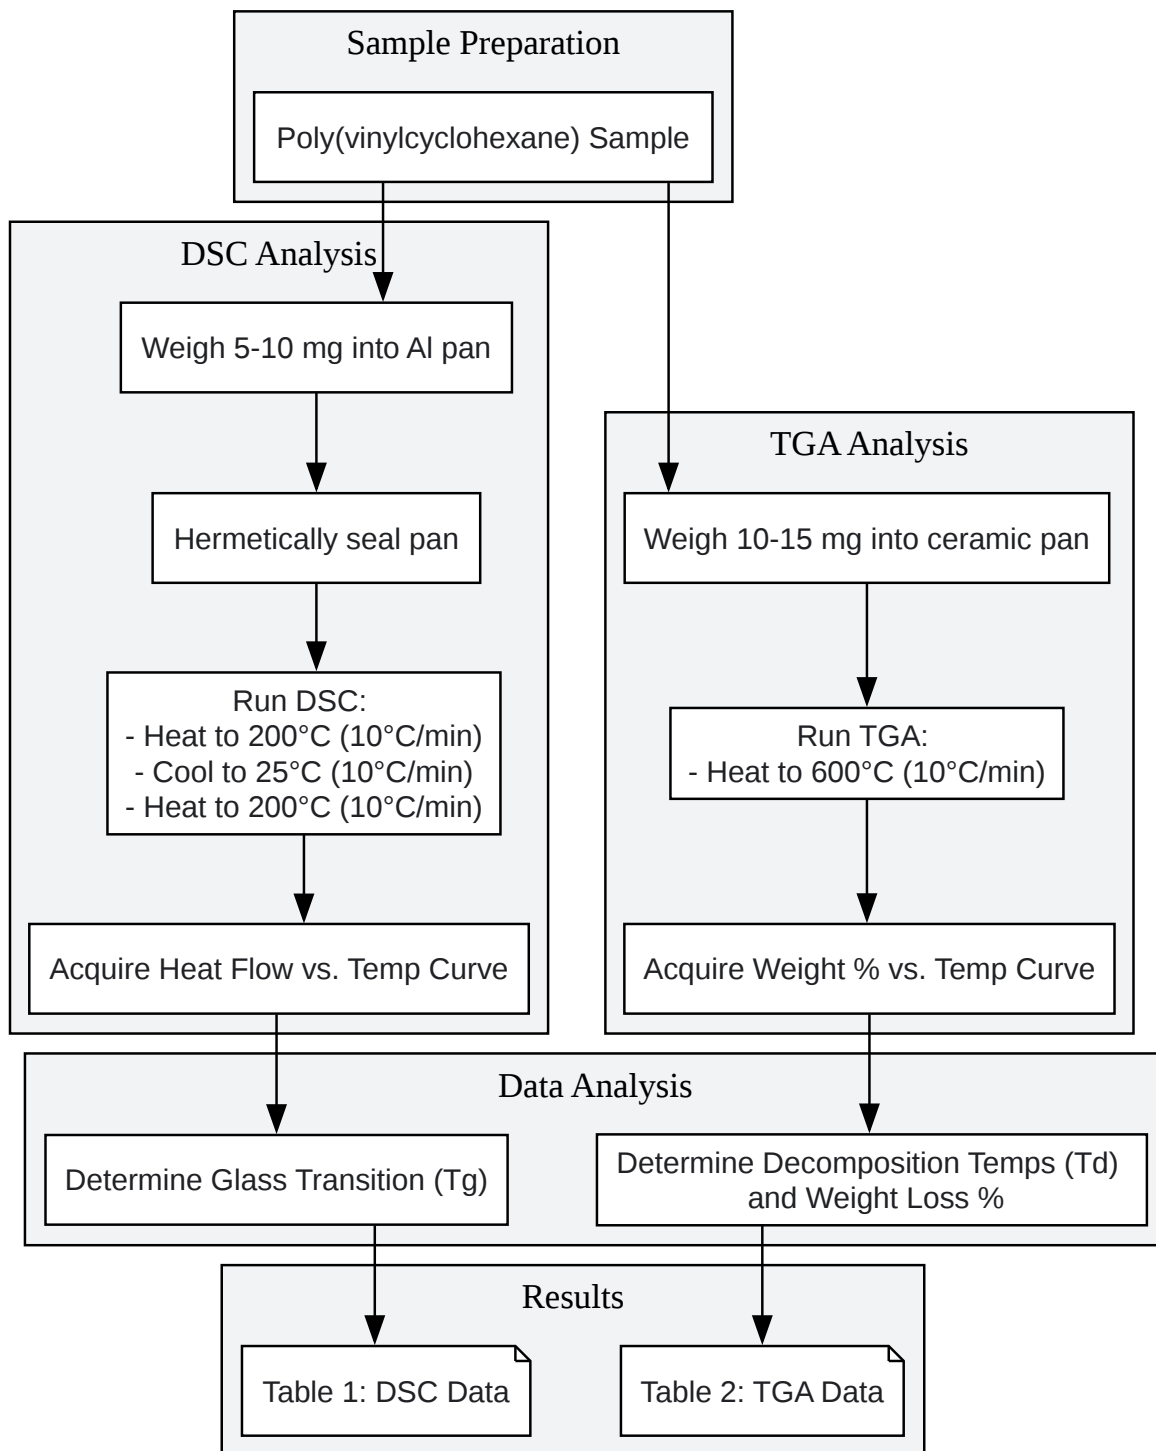 Sample Preparation
Poly(vinylcyclohexane) Sample
DSC Analysis
Weigh 5-10 mg into Al pan
Hermetically seal pan
Run DSC:
- Heat to 200°C (10°C/min)
- Cool to 25°C (10°C/min)
- Heat to 200°C (10°C/min)
Acquire Heat Flow vs. Temp Curve
TGA Analysis
Weigh 10-15 mg into ceramic pan
Run TGA:
- Heat to 600°C (10°C/min)
Acquire Weight % vs. Temp Curve
Data Analysis
Determine Glass Transition (Tg)
Determine Decomposition Temps (Td)
and Weight Loss %
Results
Table 1: DSC Data
Table 2: TGA Data